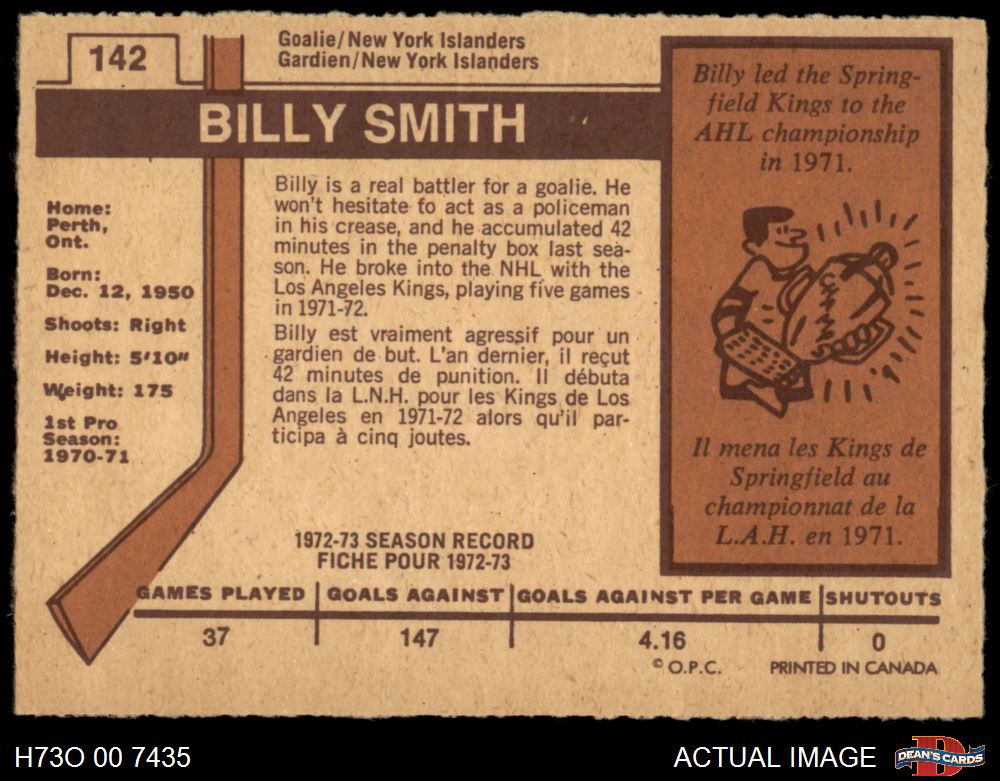 142
Goalie/New York Islanders
Gardien/New York Islanders
BILLY SMITH
Home:
Perth,
Ont.
Born:
Dec. 12, 1950
Shoots: Right
Height: 5'10"
Weight: 175
1st Pro
Season:
1970-71
Billy is a real battler for a goalie. He
won't hesitate to act as a policeman
in his crease, and he accumulated 42
minutes in the penalty box last sea-
son. He broke into the NHL with the
Los Angeles Kings, playing five games
in 1971-72.
Billy est vraiment agressif pour un
gardien de but. L'an dernier, il reçut
42 minutes de punition. Il débuta
dans la L.N.H. pour les Kings de Los
Angeles en 1971-72 alors qu'il par-
ticipa à cinq joutes.
Billy led the Spring-
field Kings to the
AHL championship
in 1971.
Il mena les Kings de
Springfield au
championnat de la
L.A.H. en 1971.
1972-73 SEASON RECORD
FICHE POUR 1972-73
GAMES PLAYED GOALS AGAINST GOALS AGAINST PER GAME SHUTOUTS
37 147 4.16 0
© O.P.C. PRINTED IN CANADA
H73O 00 7435 ACTUAL IMAGE DEAN'S CARDS